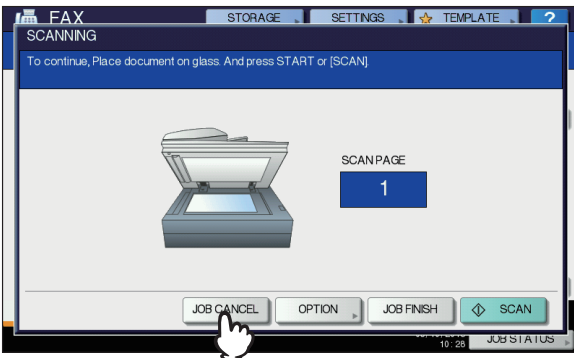 FAX
STORAGE
SETTINGS
TEMPLATE
?
SCANNING
To continue, Place document on glass. And press START or [SCAN].
SCAN PAGE
1
JOB CANCEL
OPTION
JOB FINISH
SCAN
10:28
JOB STATUS